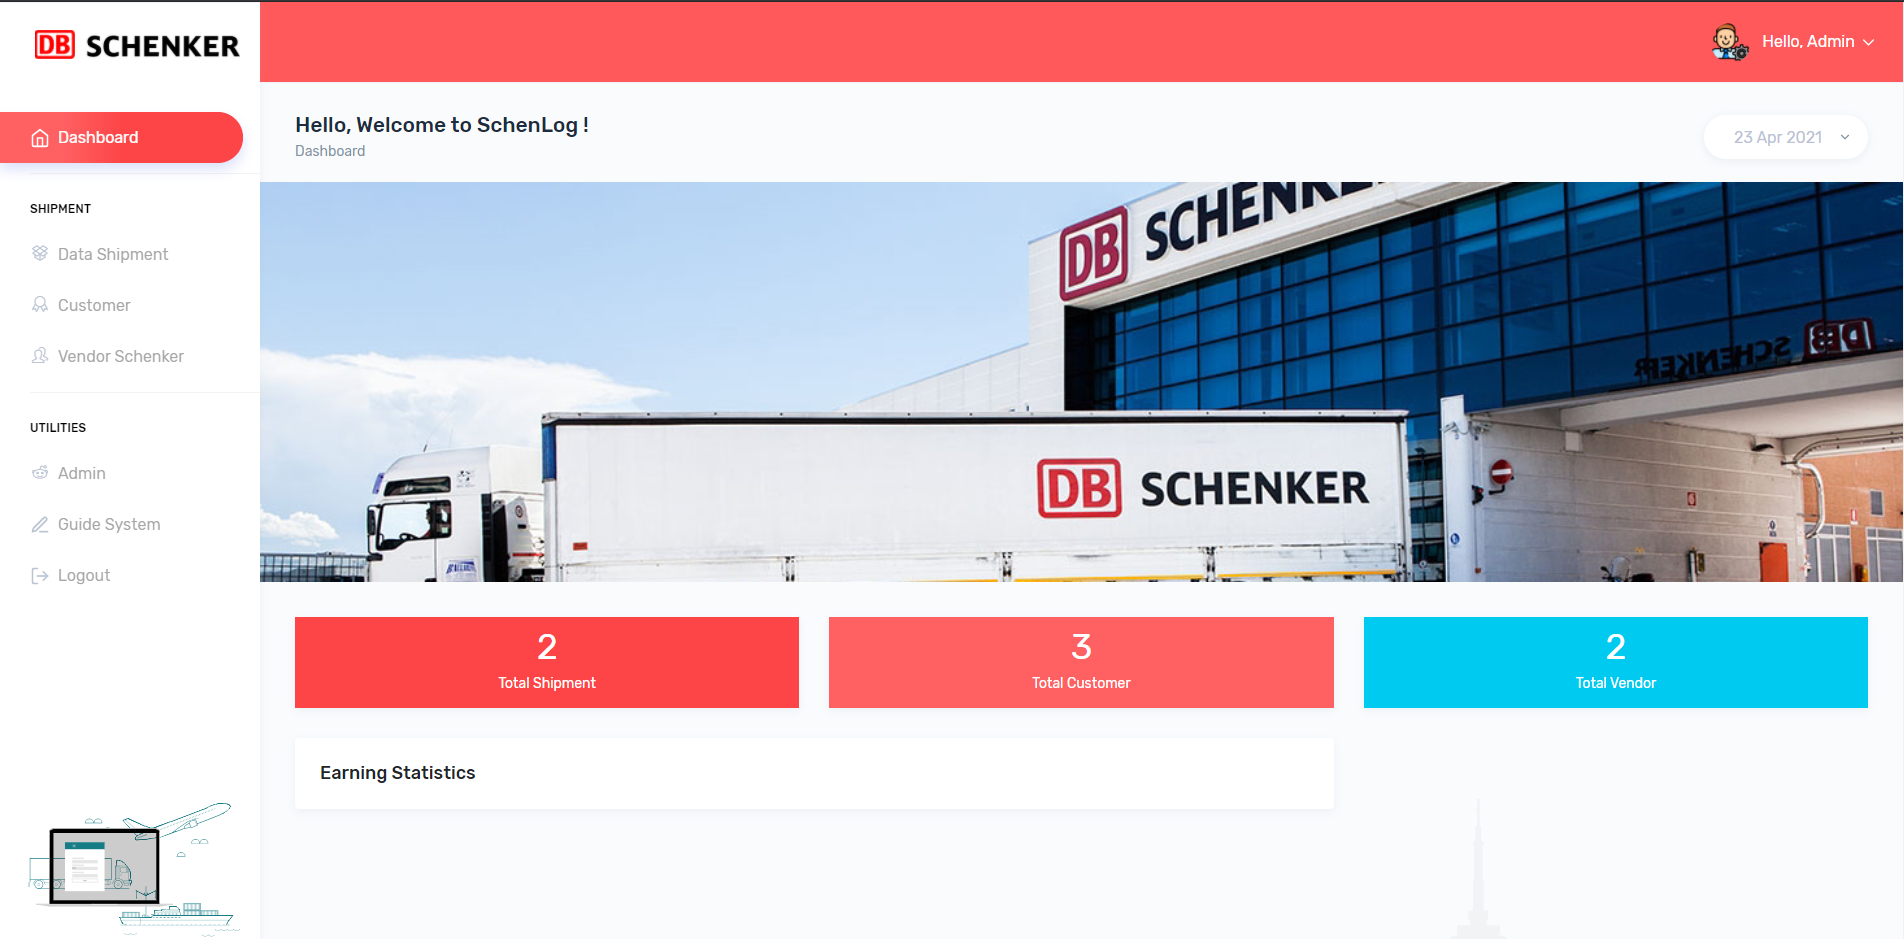 DB SCHENKER
Hello, Admin
Dashboard
Hello, Welcome to SchenLog !
Dashboard
23 Apr 2021
SHIPMENT
Data Shipment
Customer
Vendor Schenker
UTILITIES
Admin
Guide System
Logout
DB SCHENKER
DB SCHENKER
DB SCHENKER
2
Total Shipment
3
Total Customer
2
Total Vendor
Earning Statistics